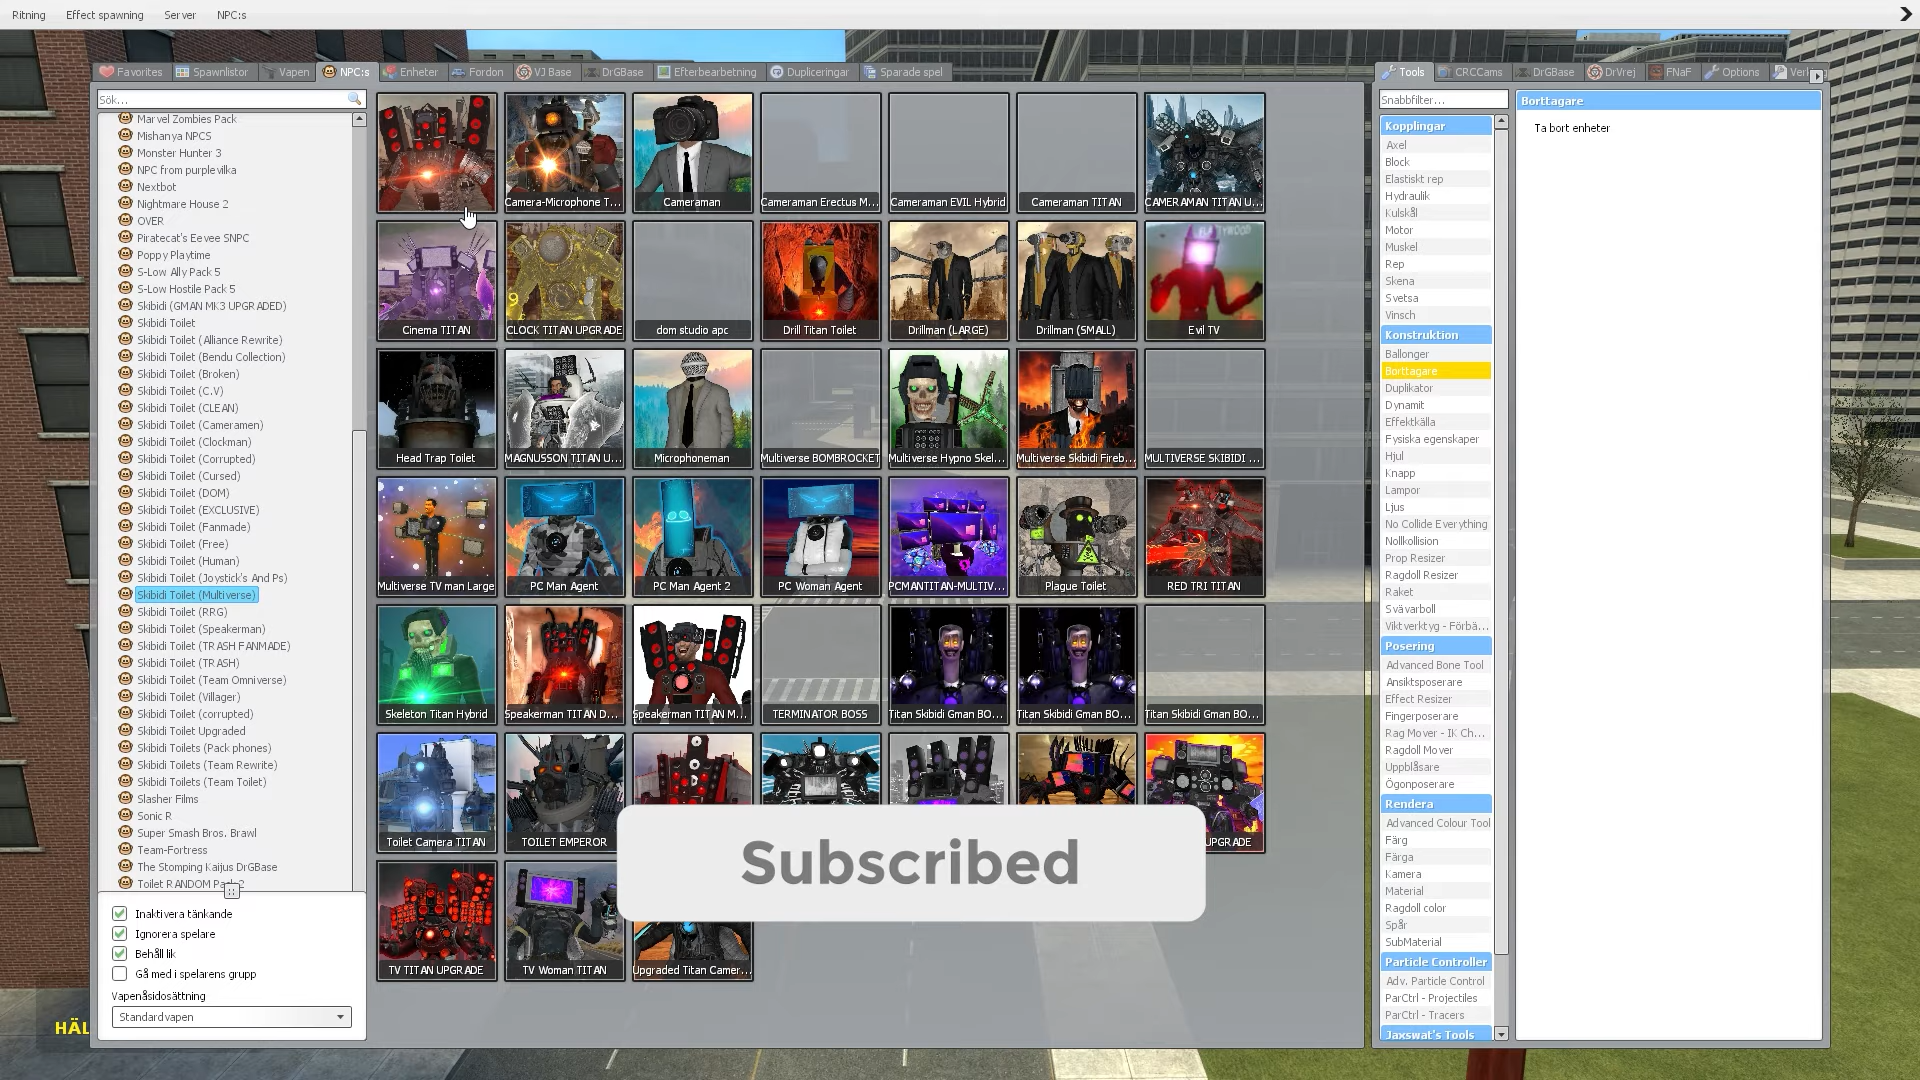 Ritning Effect spawning Server NPC:s
Favorites Spawnlistor Vapen NPC:s Enheter Fordon VJ Base DrGBase Efterbearbetning Dupliceringar Sparade spel
Sök...
Marvel Zombies Pack
Mishanya NPCS
Monster Hunter 3
NPC from purplevilka
Nextbot
Nightmare House 2
OVER
Piratecat's Eevee SNPC
Poppy Playtime
S-Low Ally Pack 5
S-Low Hostile Pack 5
Skibidi (GMAN MK3 UPGRADED)
Skibidi Toilet
Skibidi Toilet (Alliance Rewrite)
Skibidi Toilet (Bendu Collection)
Skibidi Toilet (Broken)
Skibidi Toilet (C.V)
Skibidi Toilet (CLEAN)
Skibidi Toilet (Cameramen)
Skibidi Toilet (Clockman)
Skibidi Toilet (Corrupted)
Skibidi Toilet (Cursed)
Skibidi Toilet (DOM)
Skibidi Toilet (EXCLUSIVE)
Skibidi Toilet (Fanmade)
Skibidi Toilet (Free)
Skibidi Toilet (Human)
Skibidi Toilet (Joystick's And Ps)
Skibidi Toilet (Multiverse)
Skibidi Toilet (RRG)
Skibidi Toilet (Speakerman)
Skibidi Toilet (TRASH FANMADE)
Skibidi Toilet (TRASH)
Skibidi Toilet (Team Omniverse)
Skibidi Toilet (Villager)
Skibidi Toilet (corrupted)
Skibidi Toilet Upgraded
Skibidi Toilets (Pack phones)
Skibidi Toilets (Team Rewrite)
Skibidi Toilets (Team Toilet)
Slasher Films
Sonic R
Super Smash Bros. Brawl
Team-Fortress
The Stomping Kaijus DrGBase
Toilet RANDOM Pack 2
Inaktivera tänkande
Ignorera spelare
Behåll lik
Gå med i spelarens grupp
Vapenåsidosättning
Standardvapen
HÄL
Camera-Microphone T... Cameraman Cameraman Erectus M... Cameraman EVIL Hybrid Cameraman TITAN CAMERAMAN TITAN U...
Cinema TITAN CLOCK TITAN UPGRADE dom studio apc Drill Titan Toilet Drillman (LARGE) Drillman (SMALL) Evil TV
Head Trap Toilet MAGNUSSON TITAN U... Microphoneman Multiverse BOMBROCKET Multiverse Hypno Skel... Multiverse Skibidi Fireb... MULTIVERSE SKIBIDI ...
Multiverse TV man Large PC Man Agent PC Man Agent 2 PC Woman Agent PCMANTITAN-MULTIV... Plague Toilet RED TRI TITAN
Skeleton Titan Hybrid Speakerman TITAN D... Speakerman TITAN M... TERMINATOR BOSS Titan Skibidi Gman BO... Titan Skibidi Gman BO... Titan Skibidi Gman BO...
Toilet Camera TITAN TOILET EMPEROR UPGRADE
Subscribed
TV TITAN UPGRADE TV Woman TITAN Upgraded Titan Camer...
Tools CRCCams DrGBase DrVrej FNaF Options
Snabbfilter...
Kopplingar
Axel
Block
Elastiskt rep
Hydraulik
Kulskål
Motor
Muskel
Rep
Skena
Svetsa
Vinsch
Konstruktion
Ballonger
Borttagare
Duplikator
Dynamit
Effektkälla
Fysiska egenskaper
Hjul
Knapp
Lampor
Ljus
No Collide Everything
Nollkollision
Prop Resizer
Ragdoll Resizer
Raket
Svävarboll
Viktverktyg - Förbä...
Posering
Advanced Bone Tool
Ansiktsposerare
Effect Resizer
Fingerposerare
Rag Mover - IK Ch...
Ragdoll Mover
Uppblåsare
Ögonposerare
Rendera
Advanced Colour Tool
Färg
Färga
Kamera
Material
Ragdoll color
Spår
SubMaterial
Particle Controller
Adv. Particle Control
ParCtrl - Projectiles
ParCtrl - Tracers
Jaxswat's Tools
Borttagare
Ta bort enheter